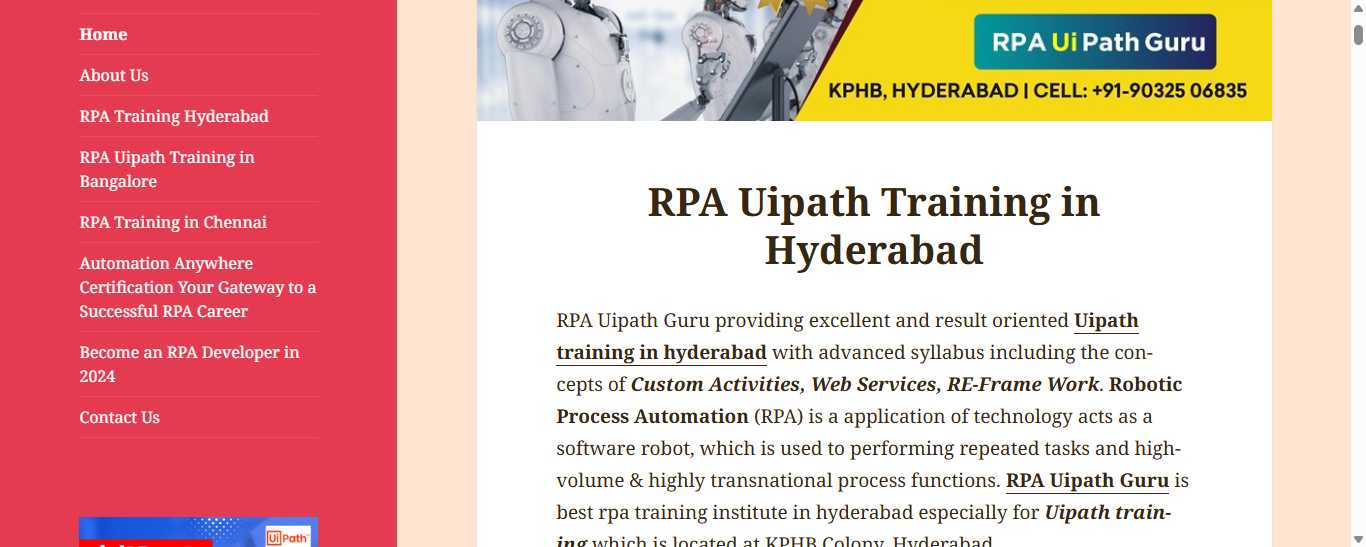 Home
About Us
RPA Training Hyderabad
RPA Uipath Training in
Bangalore
RPA Training in Chennai
Automation Anywhere
Certification Your Gateway to a
Successful RPA Career
Become an RPA Developer in
2024
Contact Us
UiPath
RPA UiPath Guru
KPHB, HYDERABAD | CELL: +91-90325 06835
RPA Uipath Training in
Hyderabad
RPA Uipath Guru providing excellent and result oriented Uipath
training in hyderabad with advanced syllabus including the con-
cepts of Custom Activities, Web Services, RE-Frame Work. Robotic
Process Automation (RPA) is a application of technology acts as a
software robot, which is used to performing repeated tasks and high-
volume & highly transnational process functions. RPA Uipath Guru is
best rpa training institute in hyderabad especially for Uipath train-
ing which is located at KPHB Colony, Hyderabad